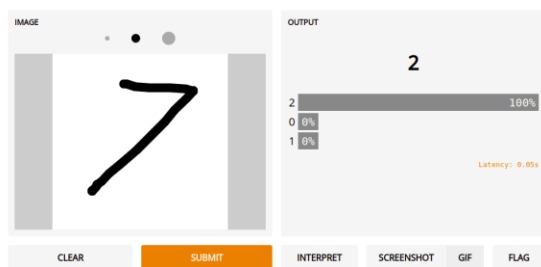 IMAGE
7
OUTPUT
2
2 100%
0 0%
1 0%
Latency: 0.05s
CLEAR
SUBMIT
INTERPRET
SCREENSHOT
GIF
FLAG